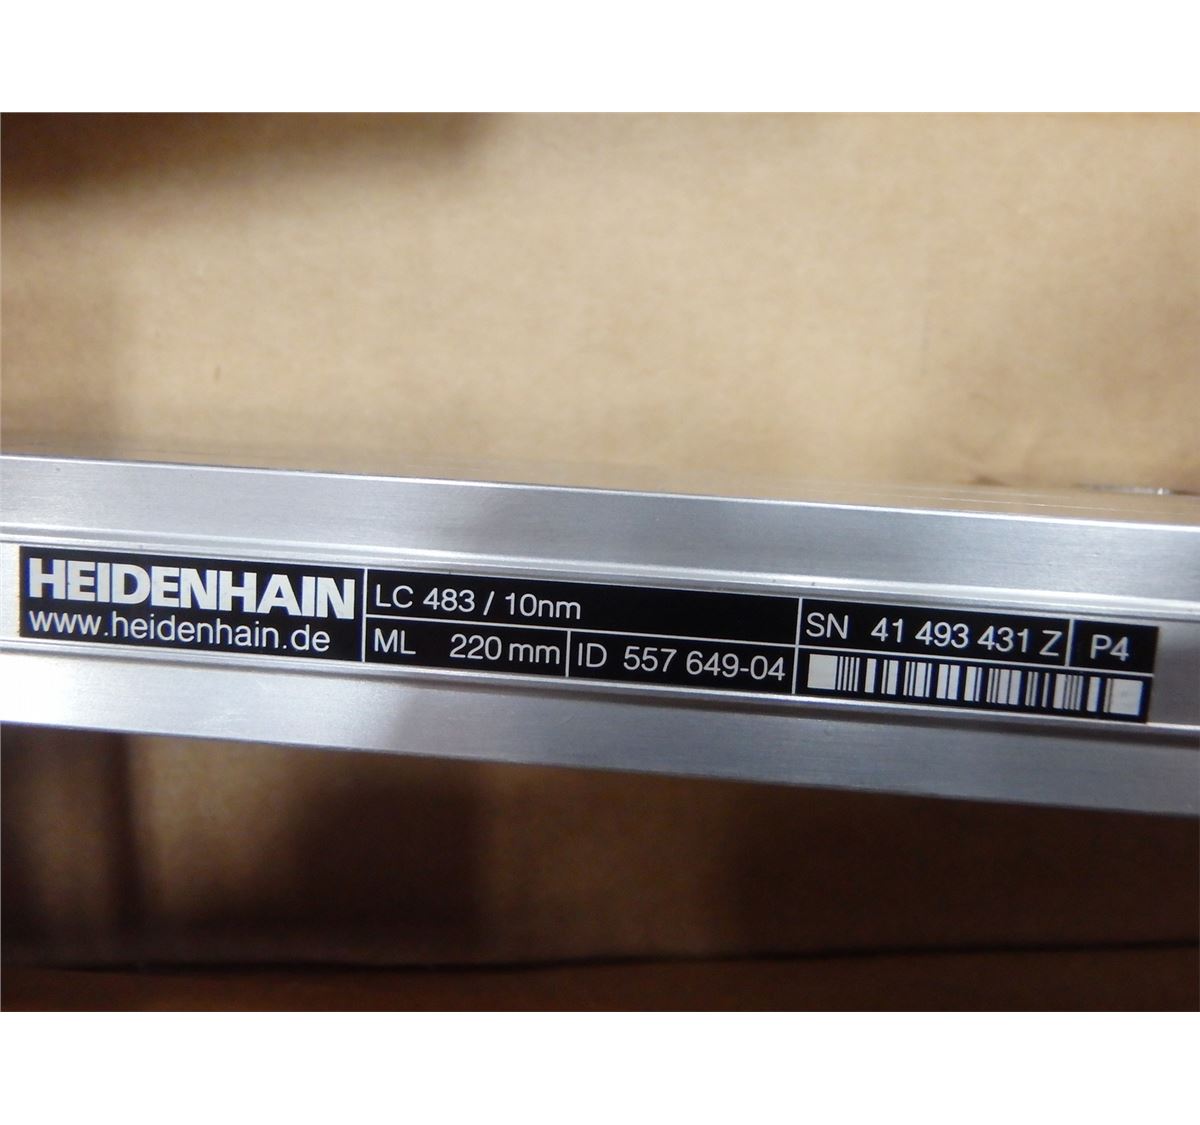 HEIDENHAIN
www.heidenhain.de
LC 483 / 10nm
ML 220 mm
ID 557 649-04
SN 41 493 431 Z
P4